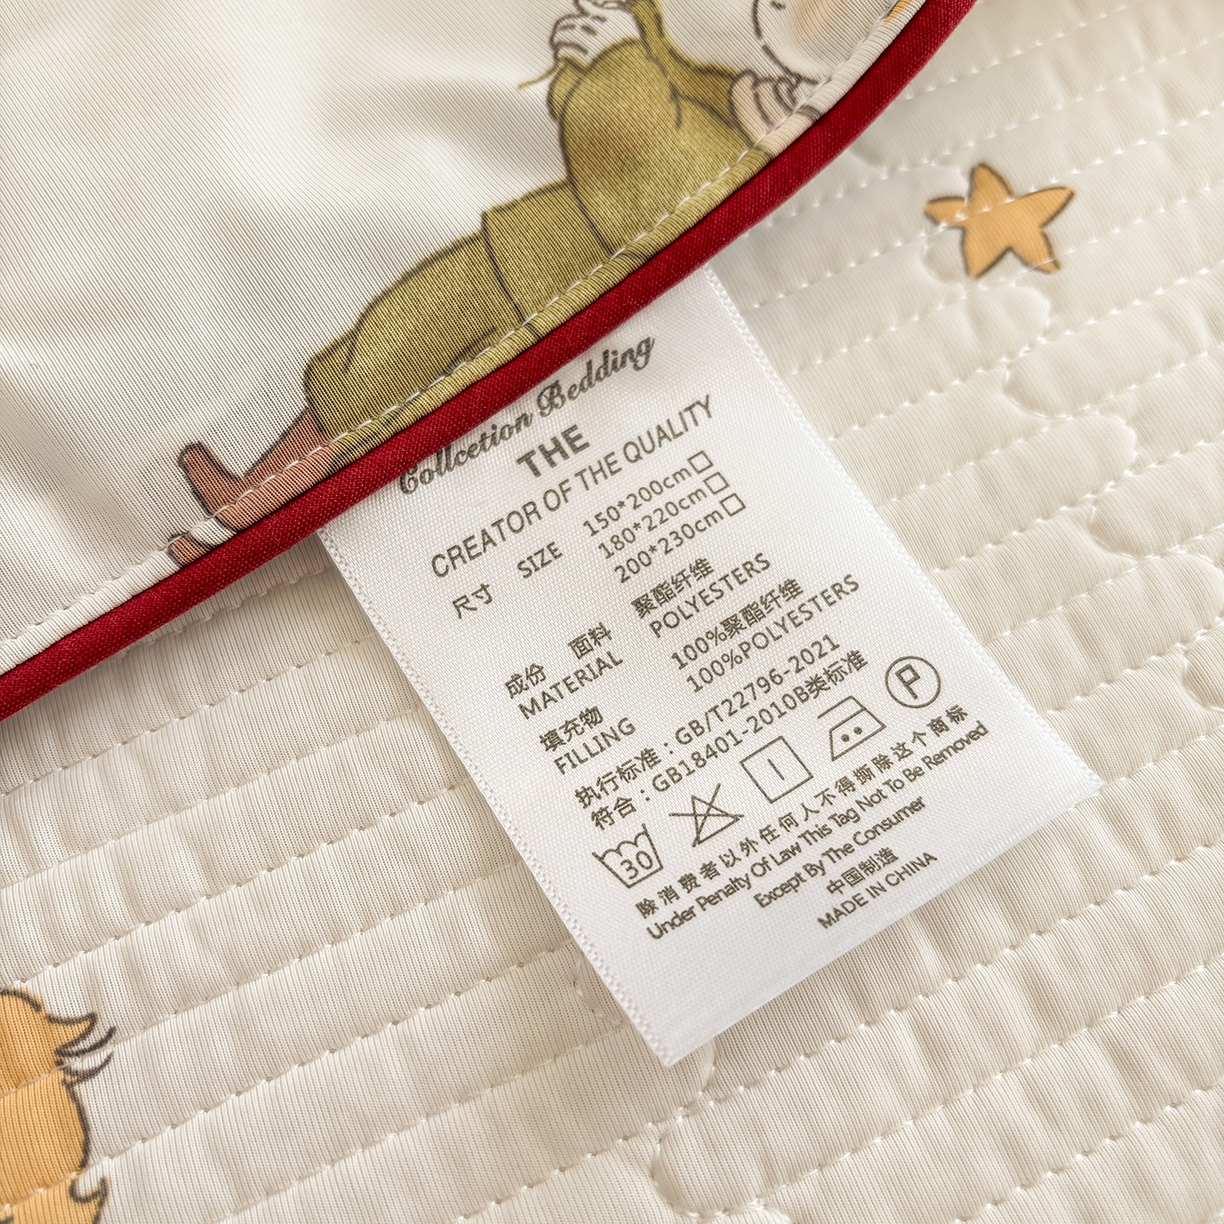 Collcetion Bedding
THE
CREATOR OF THE QUALITY
尺寸 SIZE 150*200cm□
180*220cm□
200*230cm□
成份 面料 聚酯纤维
MATERIAL POLYESTERS
填充物 100%聚酯纤维
FILLING 100%POLYESTERS
执行标准：GB/T22796-2021
符合：GB18401-2010B类标准
30
P
除消费者以外任何人不得撕除这个商标
Under Penalty Of Law This Tag Not To Be Removed
Except By The Consumer
中国制造
MADE IN CHINA